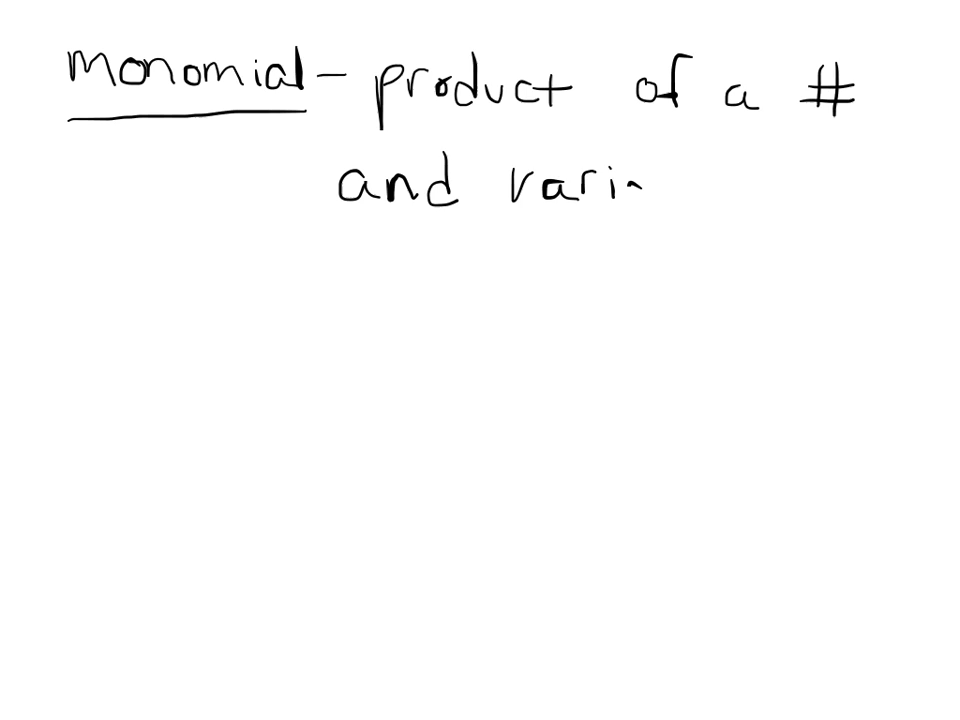 monomial - product of a #
and vari